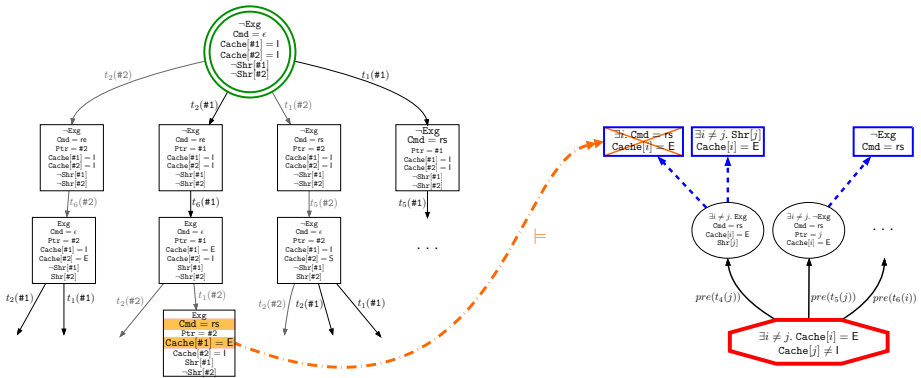 ¬Exg
Cmd = ϵ
Cache[#1] = I
Cache[#2] = I
¬Shr[#1]
¬Shr[#2]
t₂(#2)
t₂(#1)
t₁(#2)
t₁(#1)
¬Exg
Cmd = re
Ptr = #2
Cache[#1] = I
Cache[#2] = I
¬Shr[#1]
¬Shr[#2]
¬Exg
Cmd = re
Ptr = #1
Cache[#1] = I
Cache[#2] = I
¬Shr[#1]
¬Shr[#2]
¬Exg
Cmd = rs
Ptr = #2
Cache[#1] = I
Cache[#2] = I
¬Shr[#1]
¬Shr[#2]
¬Exg
Cmd = rs
Ptr = #1
Cache[#1] = I
Cache[#2] = I
¬Shr[#1]
¬Shr[#2]
t₆(#2)
t₆(#1)
t₅(#2)
t₅(#1)
Exg
Cmd = ϵ
Ptr = #2
Cache[#1] = I
Cache[#2] = E
¬Shr[#1]
Shr[#2]
Exg
Cmd = ϵ
Ptr = #1
Cache[#1] = E
Cache[#2] = I
Shr[#1]
¬Shr[#2]
¬Exg
Cmd = ϵ
Ptr = #2
Cache[#1] = I
Cache[#2] = S
¬Shr[#1]
Shr[#2]
. . .
t₂(#1)
t₁(#1)
t₂(#2)
t₁(#2)
t₂(#2)
t₂(#1)
t₁(#1)
Exg
Cmd = rs
Ptr = #2
Cache[#1] = E
Cache[#2] = I
Shr[#1]
¬Shr[#2]
⊨
∃i. Cmd = rs
Cache[i] = E
∃i ≠ j. Shr[j]
Cache[i] = E
¬Exg
Cmd = rs
∃i ≠ j. Exg
Cmd = rs
Cache[i] = E
Shr[j]
∃i ≠ j. ¬Exg
Cmd = rs
Ptr = j
Cache[i] = E
. . .
pre(t₄(j))
pre(t₅(j))
pre(t₆(i))
∃i ≠ j. Cache[i] = E
Cache[j] ≠ I